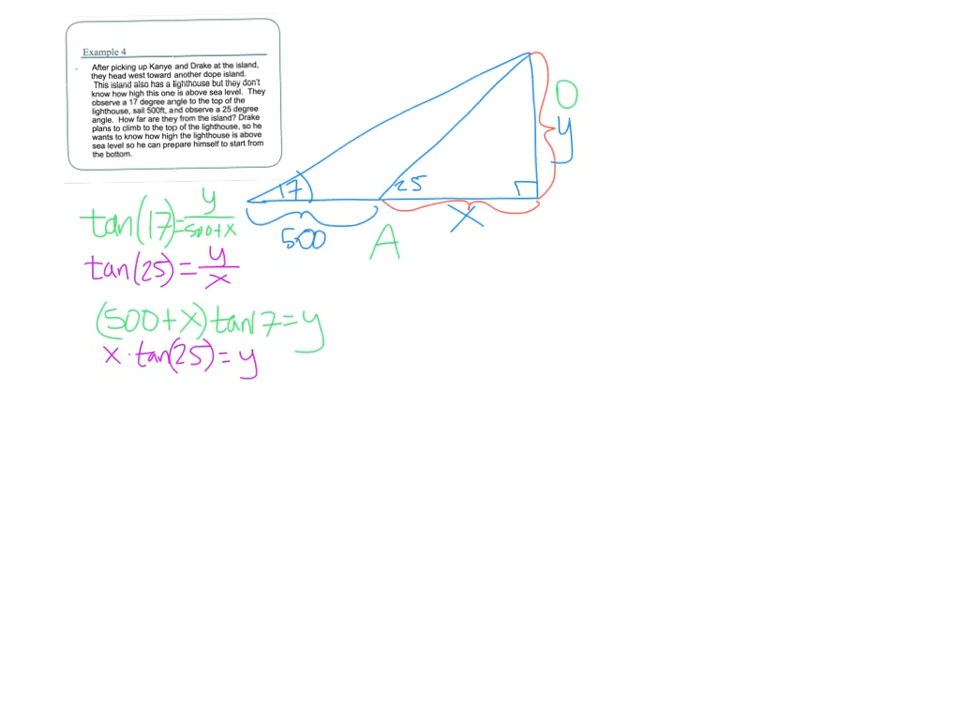 Example 4
After picking up Kanye and Drake at the island,
they head west toward another dope island.
This island also has a lighthouse but they don't
know how high this one is above sea level. They
observe a 17 degree angle to the top of the
lighthouse, sail 500ft, and observe a 25 degree
angle. How far are they from the island? Drake
plans to climb to the top of the lighthouse, so he
wants to know how high the lighthouse is above
sea level so he can prepare himself to start from
the bottom.
O
y
17
25
500
A
x
tan(17)=y/500+x
tan(25)=y/x
(500+x)tan17=y
x·tan(25)=y